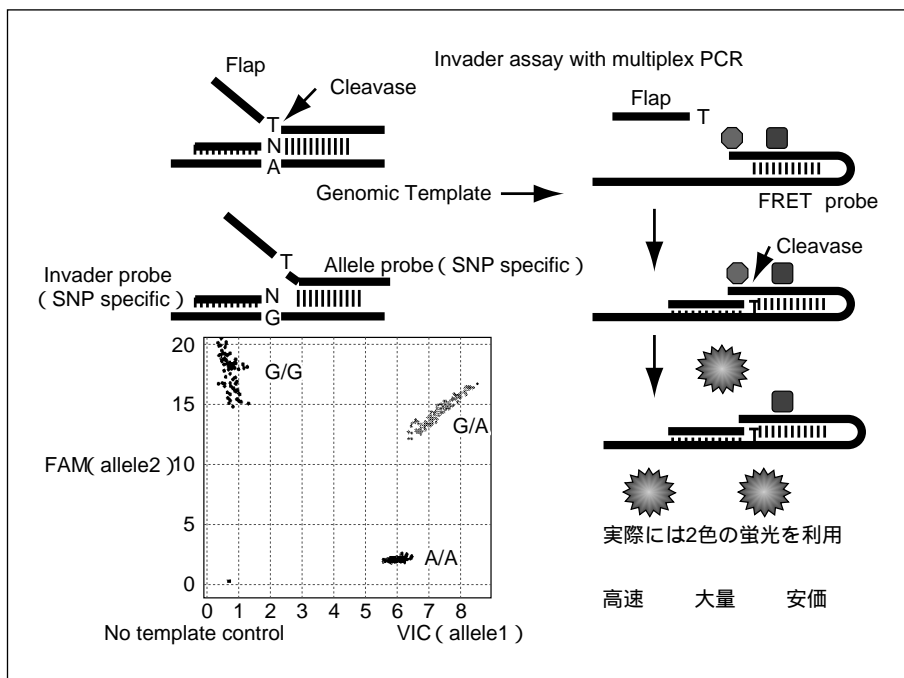 Invader assay with multiplex PCR
Flap
Cleavase
T
N
A
Flap
T
FRET probe
Genomic Template
Invader probe
(SNP specific)
T
Allele probe(SNP specific)
N
G
Cleavase
T
T
20
15
10
5
0
FAM(allele2)
G/G
G/A
A/A
0 1 2 3 4 5 6 7 8
No template control
VIC(allele1)
実際には2色の蛍光を利用
高速 大量 安価